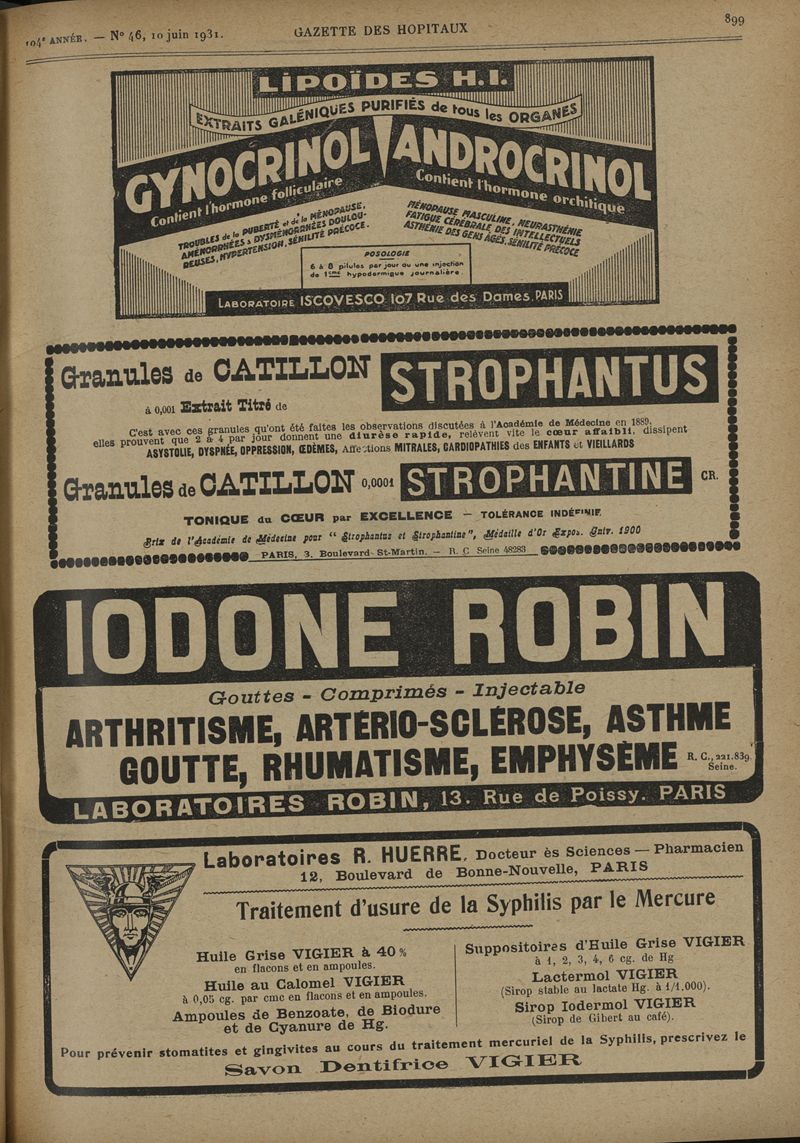 104e ANNÉE. — No 46, 10 juin 1931. GAZETTE DES HOPITAUX 899
LIPOÏDES H.I.
EXTRAITS GALÉNIQUES PURIFIÉS de tous les ORGANES
GYNOCRINOL
Contient l'hormone folliculaire
TROUBLES de la PUBERTÉ et de la MÉNOPAUSE,
AMÉNORRHÉES & DYSMÉNORRHÉES DOULOU-
REUSES, HYPERTENSION, SÉNILITÉ PRÉCOCE.
ANDROCRINOL
Contient l'hormone orchitique
MÉNOPAUSE MASCULINE, NEURASTHÉNIE
FATIGUE CÉRÉBRALE DES INTELLECTUELS
ASTHÉNIE DES GENS AGÉS, SÉNILITÉ PRÉCOCE
POSOLOGIE
6 à 8 pilules par jour ou une injection
de 1cmc hypodermique journalière
LABORATOIRE ISCOVESCO 107 Rue des Dames. PARIS
Granules de CATILLON STROPHANTUS
à 0,001 Extrait Titré de
C'est avec ces granules qu'ont été faites les observations discutées à l'Académie de Médecine en 1889,
elles prouvent que 2 à 4 par jour donnent une diurèse rapide, relèvent vite le cœur affaibli, dissipent
ASYSTOLIE, DYSPNÉE, OPPRESSION, ŒDÈMES, Affections MITRALES, CARDIOPATHIES des ENFANTS et VIEILLARDS
Granules de CATILLON 0,0001 STROPHANTINE CR.
TONIQUE du CŒUR par EXCELLENCE — TOLÉRANCE INDÉFINIE
Prix de l'Académie de Médecine pour "Strophantus et Strophantine", Médaille d'Or Expos. Univ. 1900
PARIS, 3, Boulevard St-Martin. — R. C. Seine 48283
IODONE ROBIN
Gouttes - Comprimés - Injectable
ARTHRITISME, ARTÉRIO-SCLÉROSE, ASTHME
GOUTTE, RHUMATISME, EMPHYSÈME R. C., 221.839,
Seine.
LABORATOIRES ROBIN, 13. Rue de Poissy. PARIS
Laboratoires R. HUERRE, Docteur ès Sciences — Pharmacien
12, Boulevard de Bonne-Nouvelle, PARIS
Traitement d'usure de la Syphilis par le Mercure
Huile Grise VIGIER à 40 %
en flacons et en ampoules.
Huile au Calomel VIGIER
à 0,05 cg. par cmc en flacons et en ampoules.
Ampoules de Benzoate, de Biodure
et de Cyanure de Hg.
Suppositoires d'Huile Grise VIGIER
à 1, 2, 3, 4, 6 cg. de Hg
Lactermol VIGIER
(Sirop stable au lactate Hg. à 1/1.000).
Sirop Iodermol VIGIER
(Sirop de Gibert au café).
Pour prévenir stomatites et gingivites au cours du traitement mercuriel de la Syphilis, prescrivez le
Savon Dentifrice VIGIER